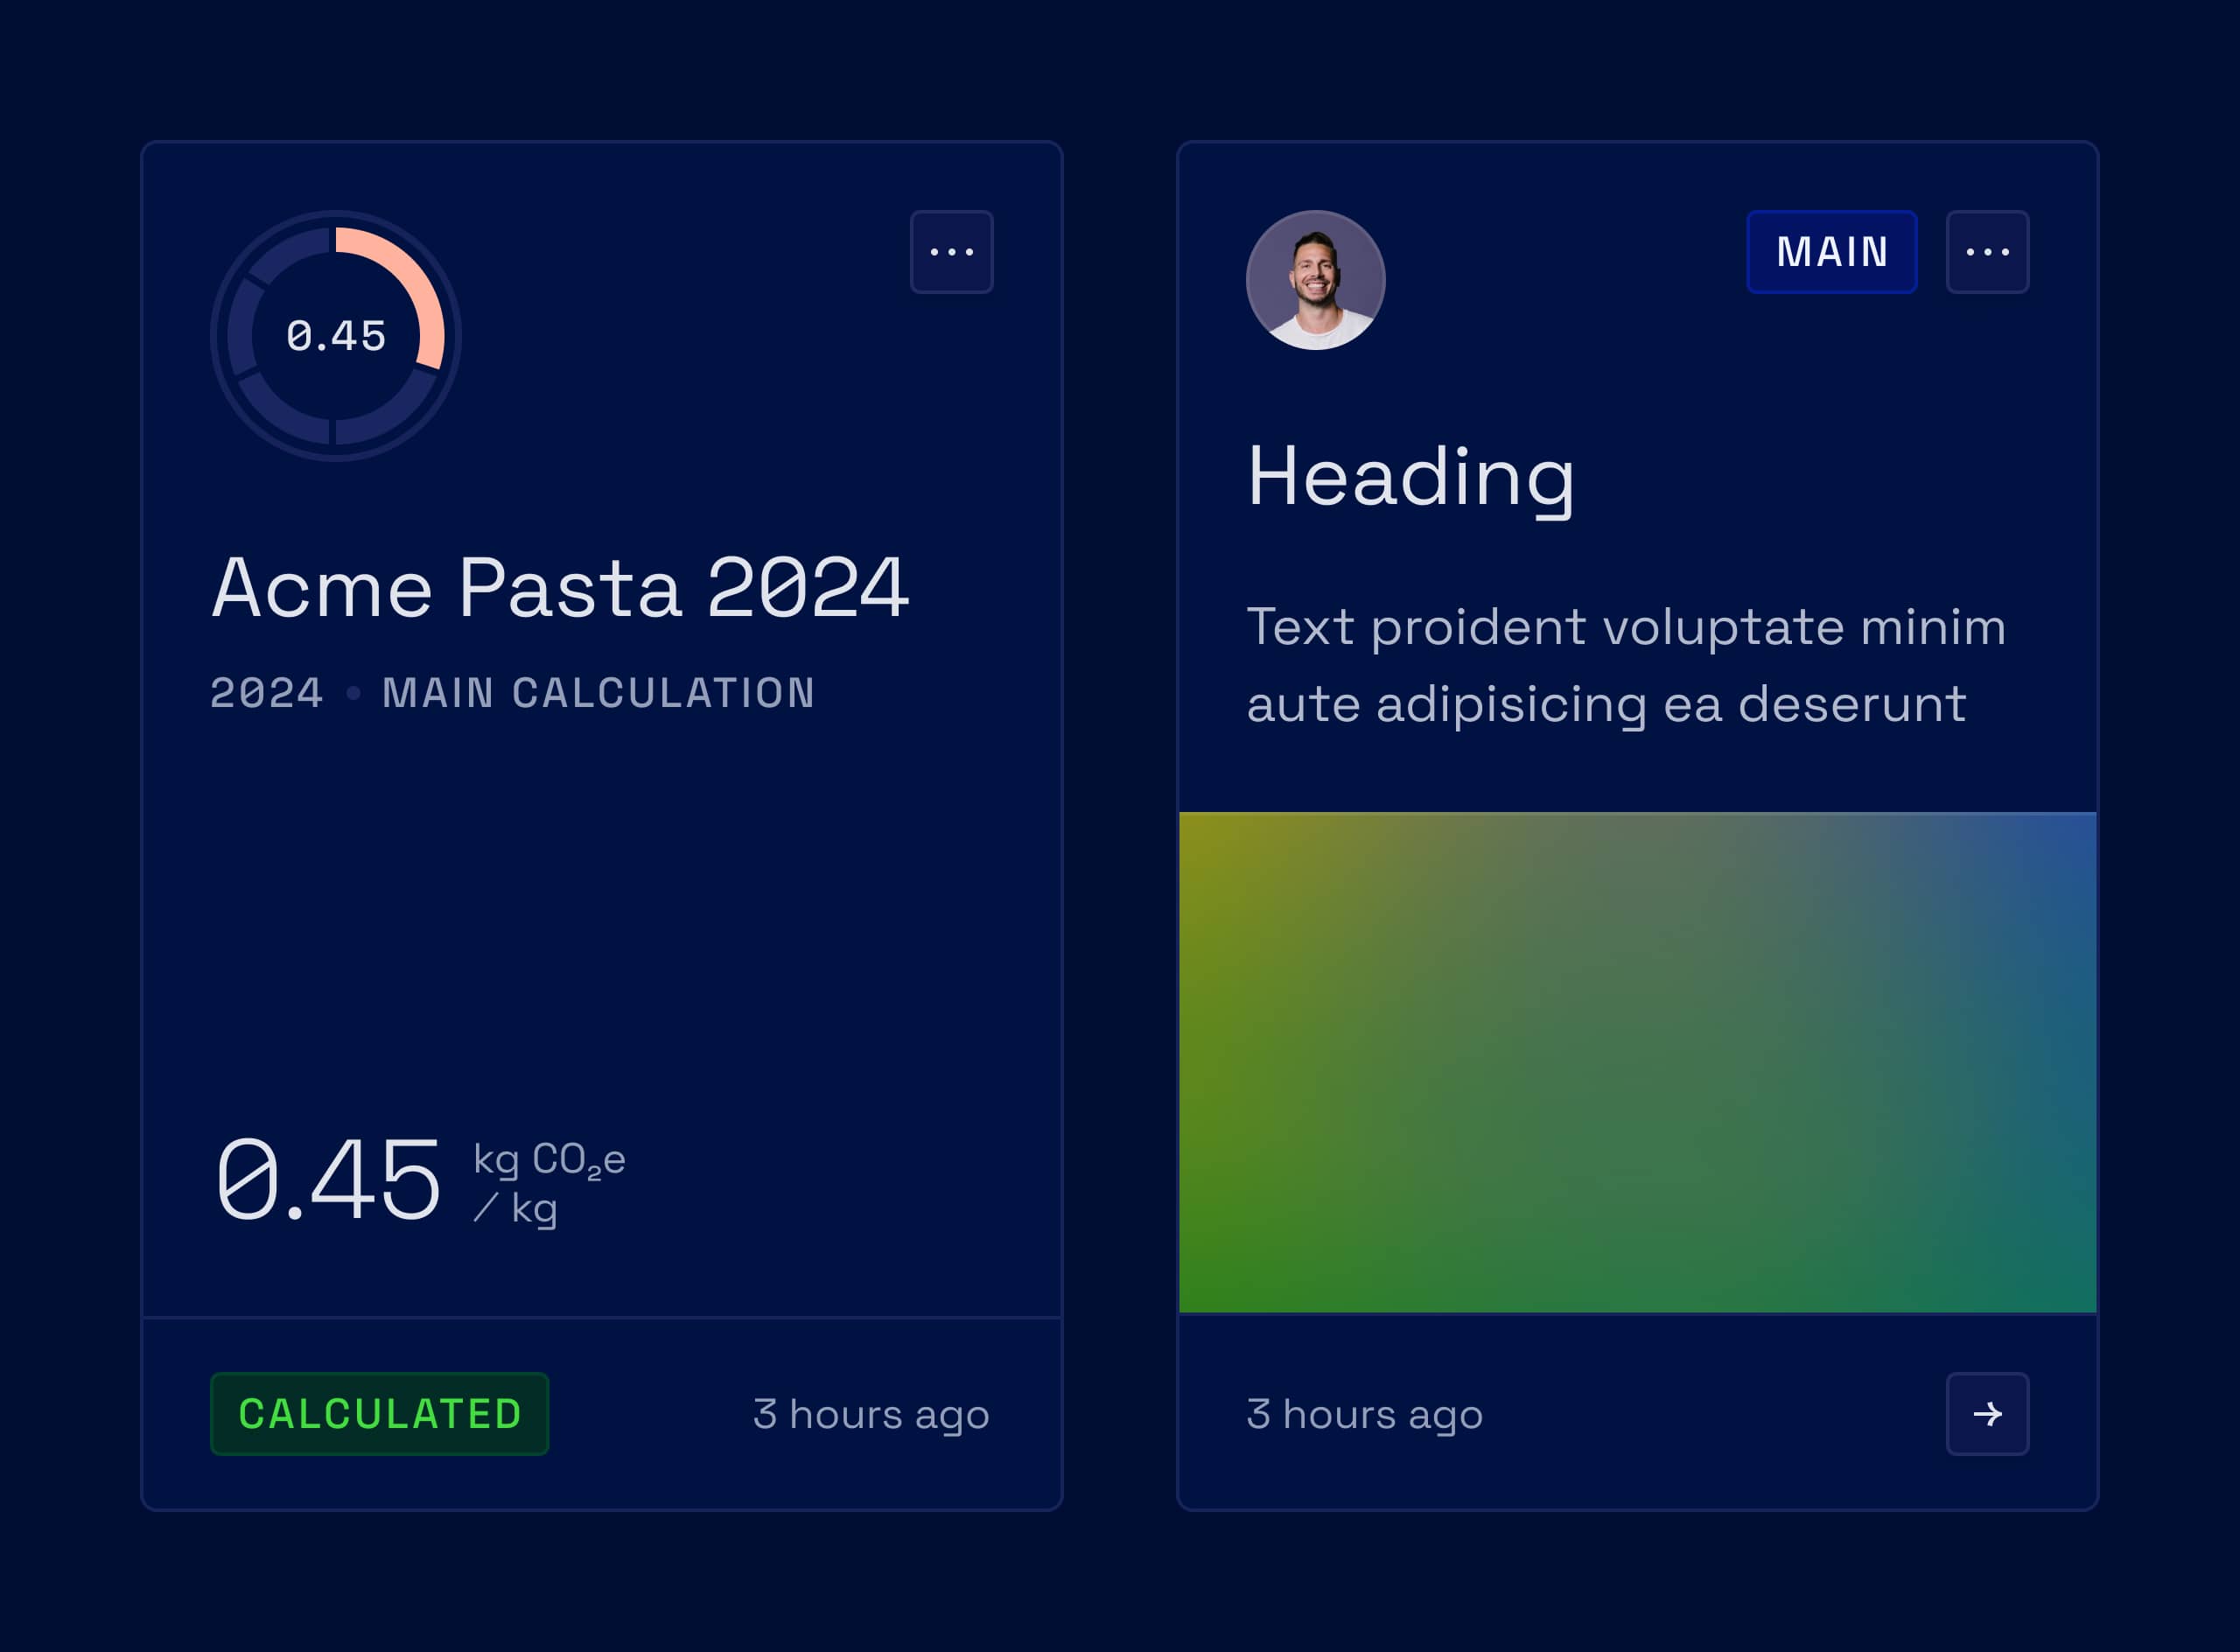 0.45
Acme Pasta 2024
2024 • MAIN CALCULATION
0.45 kg CO₂e
/ kg
CALCULATED
3 hours ago
MAIN
Heading
Text proident voluptate minim
aute adipisicing ea deserunt
3 hours ago